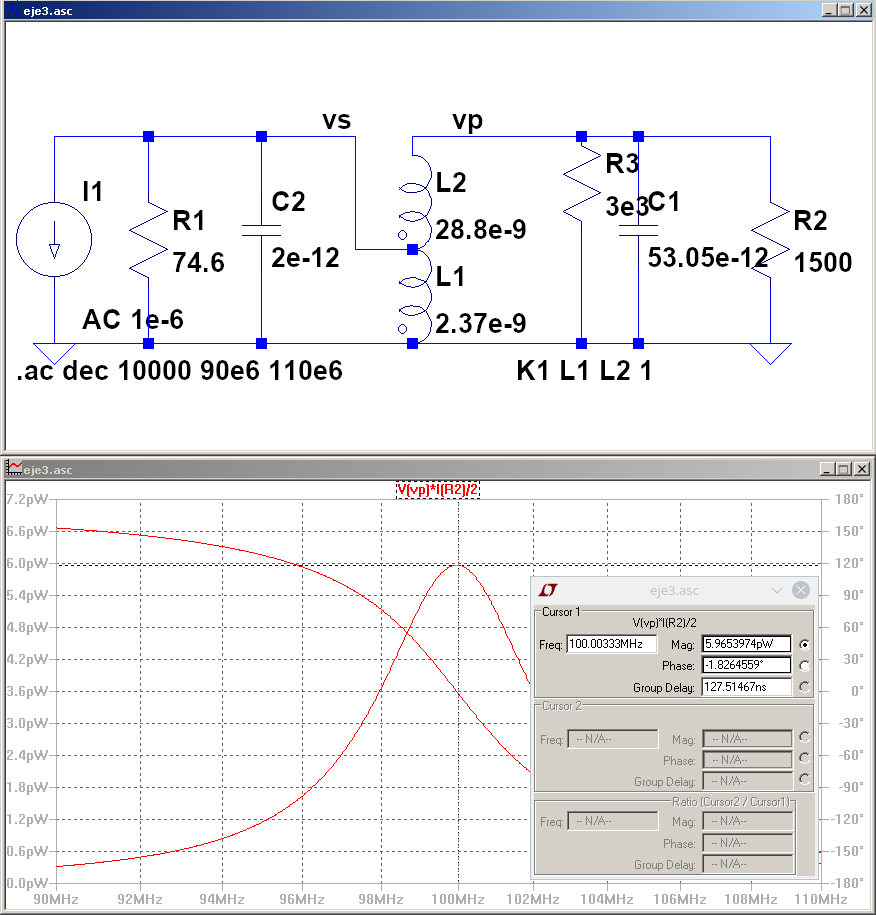 eje3.asc
vs
vp
I1
R1
74.6
C2
2e-12
L2
28.8e-9
L1
2.37e-9
R3
3e3
C1
53.05e-12
R2
1500
AC 1e-6
.ac dec 10000 90e6 110e6
K1 L1 L2 1
eje3.asc
V(vp)*I(R2)/2
7.2pW
6.6pW
6.0pW
5.4pW
4.8pW
4.2pW
3.6pW
3.0pW
2.4pW
1.8pW
1.2pW
0.6pW
0.0pW
180°
150°
120°
90°
60°
30°
0°
-30°
-60°
-90°
-120°
-150°
-180°
90MHz 92MHz 94MHz 96MHz 98MHz 100MHz 102MHz 104MHz 106MHz 108MHz 110MHz
eje3.asc
Cursor 1
V(vp)*I(R2)/2
Freq: 100.00333MHz Mag: 5.9653974pW
Phase: -1.8264559°
Group Delay: 127.51467ns
Cursor 2
Freq: -- N/A-- Mag: -- N/A--
Phase: -- N/A--
Group Delay: -- N/A--
Ratio (Cursor2 / Cursor1)
Freq: -- N/A-- Mag: -- N/A--
Phase: -- N/A--
Group Delay: -- N/A--